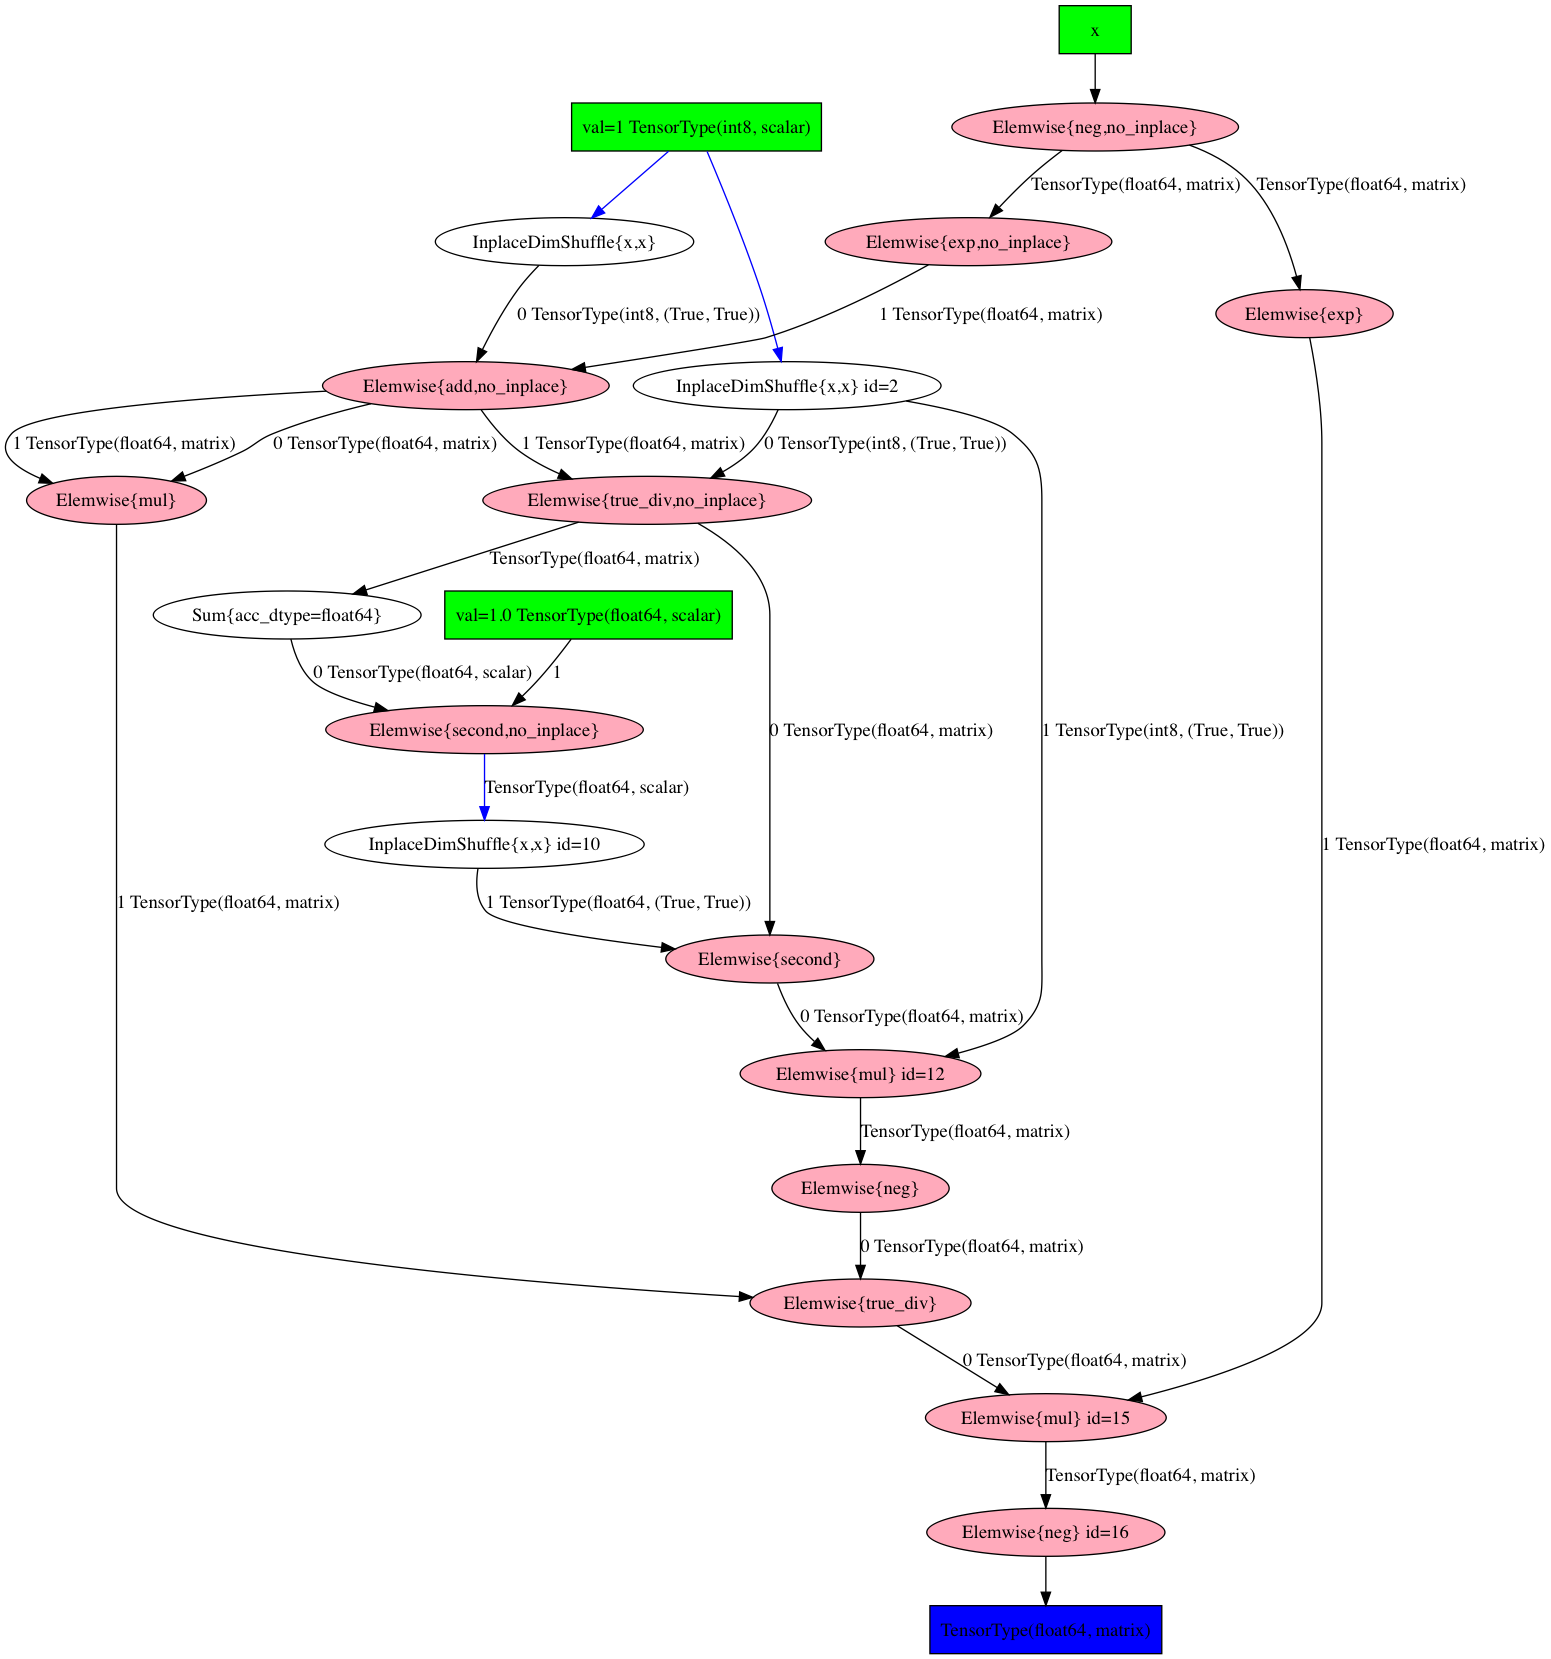 x
val=1 TensorType(int8, scalar)
Elemwise{neg,no_inplace}
TensorType(float64, matrix)
TensorType(float64, matrix)
InplaceDimShuffle{x,x}
Elemwise{exp,no_inplace}
0 TensorType(int8, (True, True))
1 TensorType(float64, matrix)
Elemwise{exp}
Elemwise{add,no_inplace}
InplaceDimShuffle{x,x} id=2
1 TensorType(float64, matrix)
0 TensorType(float64, matrix)
1 TensorType(float64, matrix)
0 TensorType(int8, (True, True))
Elemwise{mul}
Elemwise{true_div,no_inplace}
TensorType(float64, matrix)
Sum{acc_dtype=float64}
val=1.0 TensorType(float64, scalar)
0 TensorType(float64, scalar)
1
Elemwise{second,no_inplace}
0 TensorType(float64, matrix)
1 TensorType(int8, (True, True))
TensorType(float64, scalar)
InplaceDimShuffle{x,x} id=10
1 TensorType(float64, matrix)
1 TensorType(float64, matrix)
1 TensorType(float64, (True, True))
Elemwise{second}
0 TensorType(float64, matrix)
Elemwise{mul} id=12
TensorType(float64, matrix)
Elemwise{neg}
0 TensorType(float64, matrix)
Elemwise{true_div}
0 TensorType(float64, matrix)
Elemwise{mul} id=15
TensorType(float64, matrix)
Elemwise{neg} id=16
TensorType(float64, matrix)